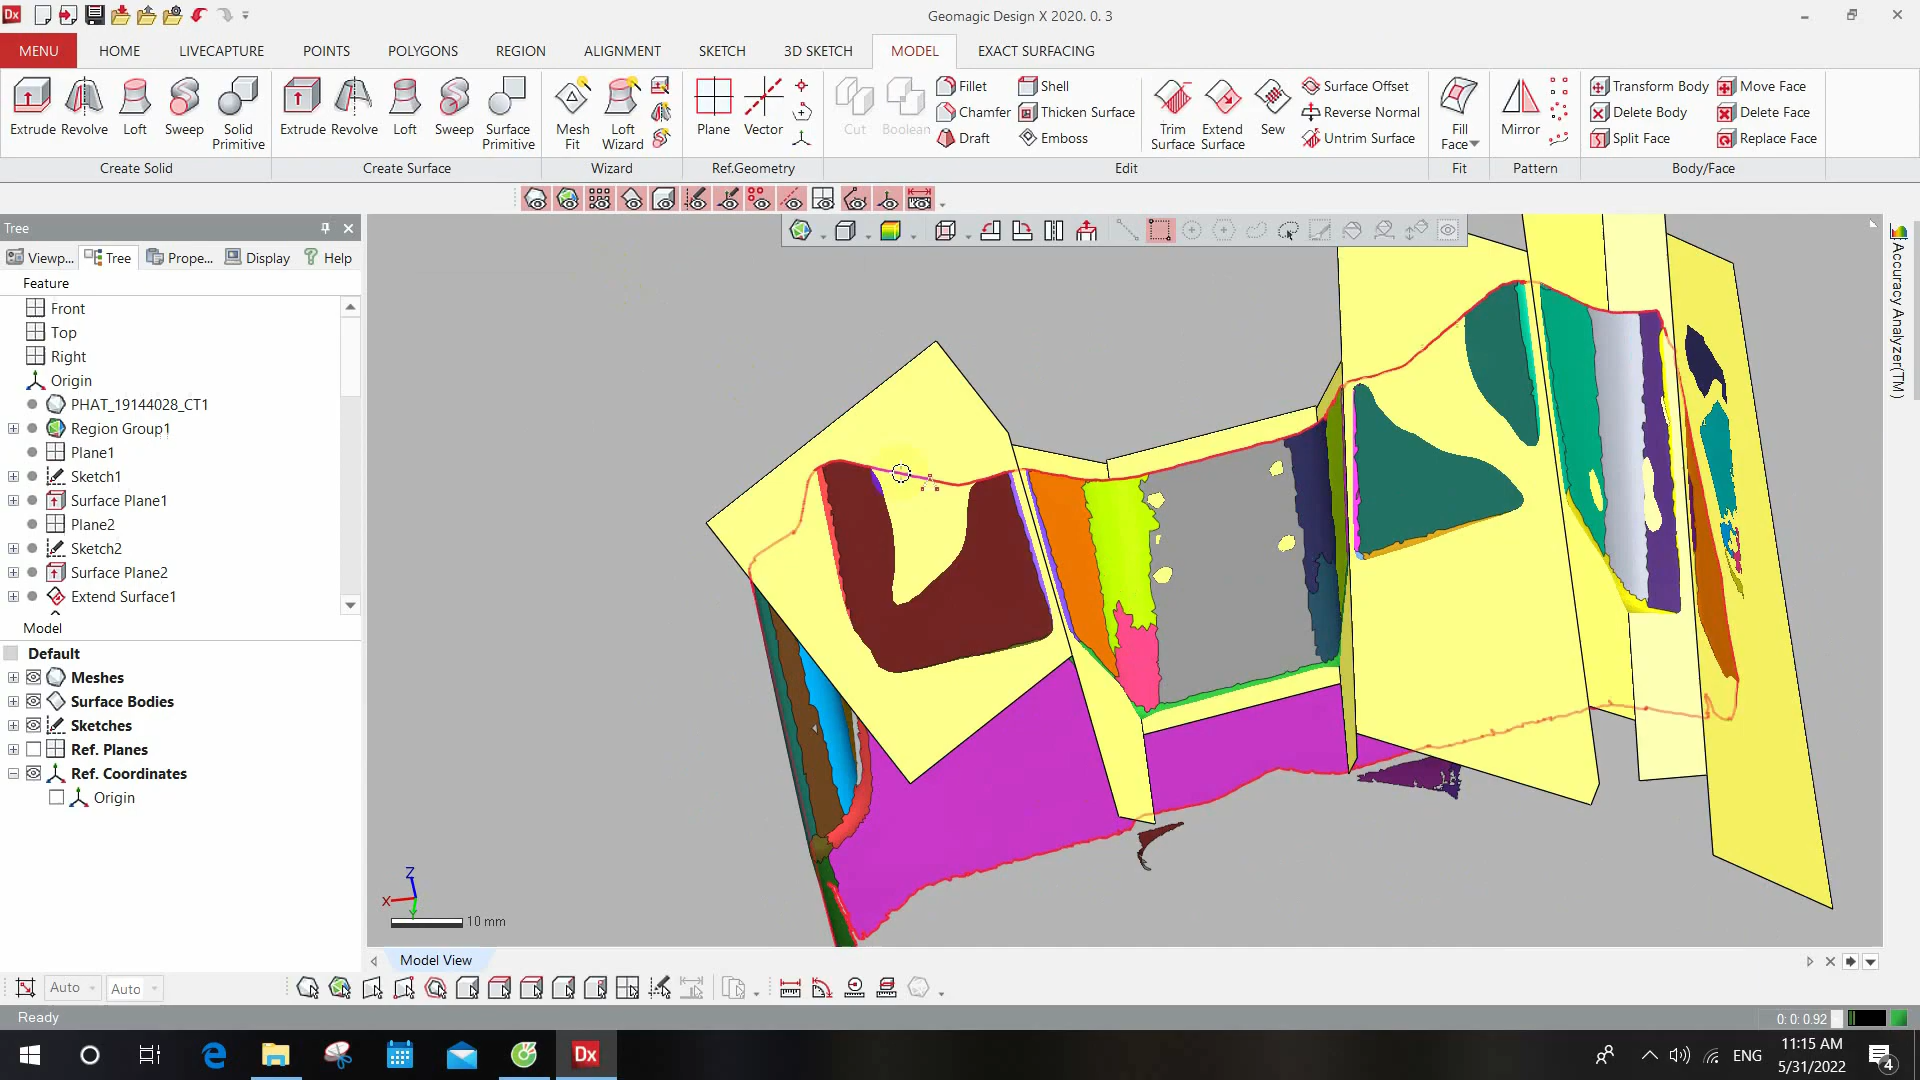 Dx
Geomagic Design X 2020. 0. 3
MENU HOME LIVECAPTURE POINTS POLYGONS REGION ALIGNMENT SKETCH 3D SKETCH MODEL EXACT SURFACING
Extrude Revolve Loft Sweep Solid Primitive
Create Solid
Extrude Revolve Loft Sweep Surface Primitive
Create Surface
Mesh Fit Loft Wizard
Wizard
Plane Vector
Ref.Geometry
Cut Boolean Fillet Shell
Chamfer Thicken Surface
Draft Emboss
Trim Surface Extend Surface Sew
Surface Offset
Reverse Normal
Untrim Surface
Edit
Fill Face
Fit
Mirror
Pattern
Transform Body Move Face
Delete Body Delete Face
Split Face Replace Face
Body/Face
Tree
Viewp... Tree Prope... Display Help
Feature
Front
Top
Right
Origin
PHAT_19144028_CT1
Region Group1
Plane1
Sketch1
Surface Plane1
Plane2
Sketch2
Surface Plane2
Extend Surface1
Model
Default
Meshes
Surface Bodies
Sketches
Ref. Planes
Ref. Coordinates
Origin
Accuracy Analyzer(TM)
Z
X
Y
10 mm
Model View
Auto Auto
Ready
0: 0: 0.92
Dx
ENG
11:15 AM
5/31/2022
4